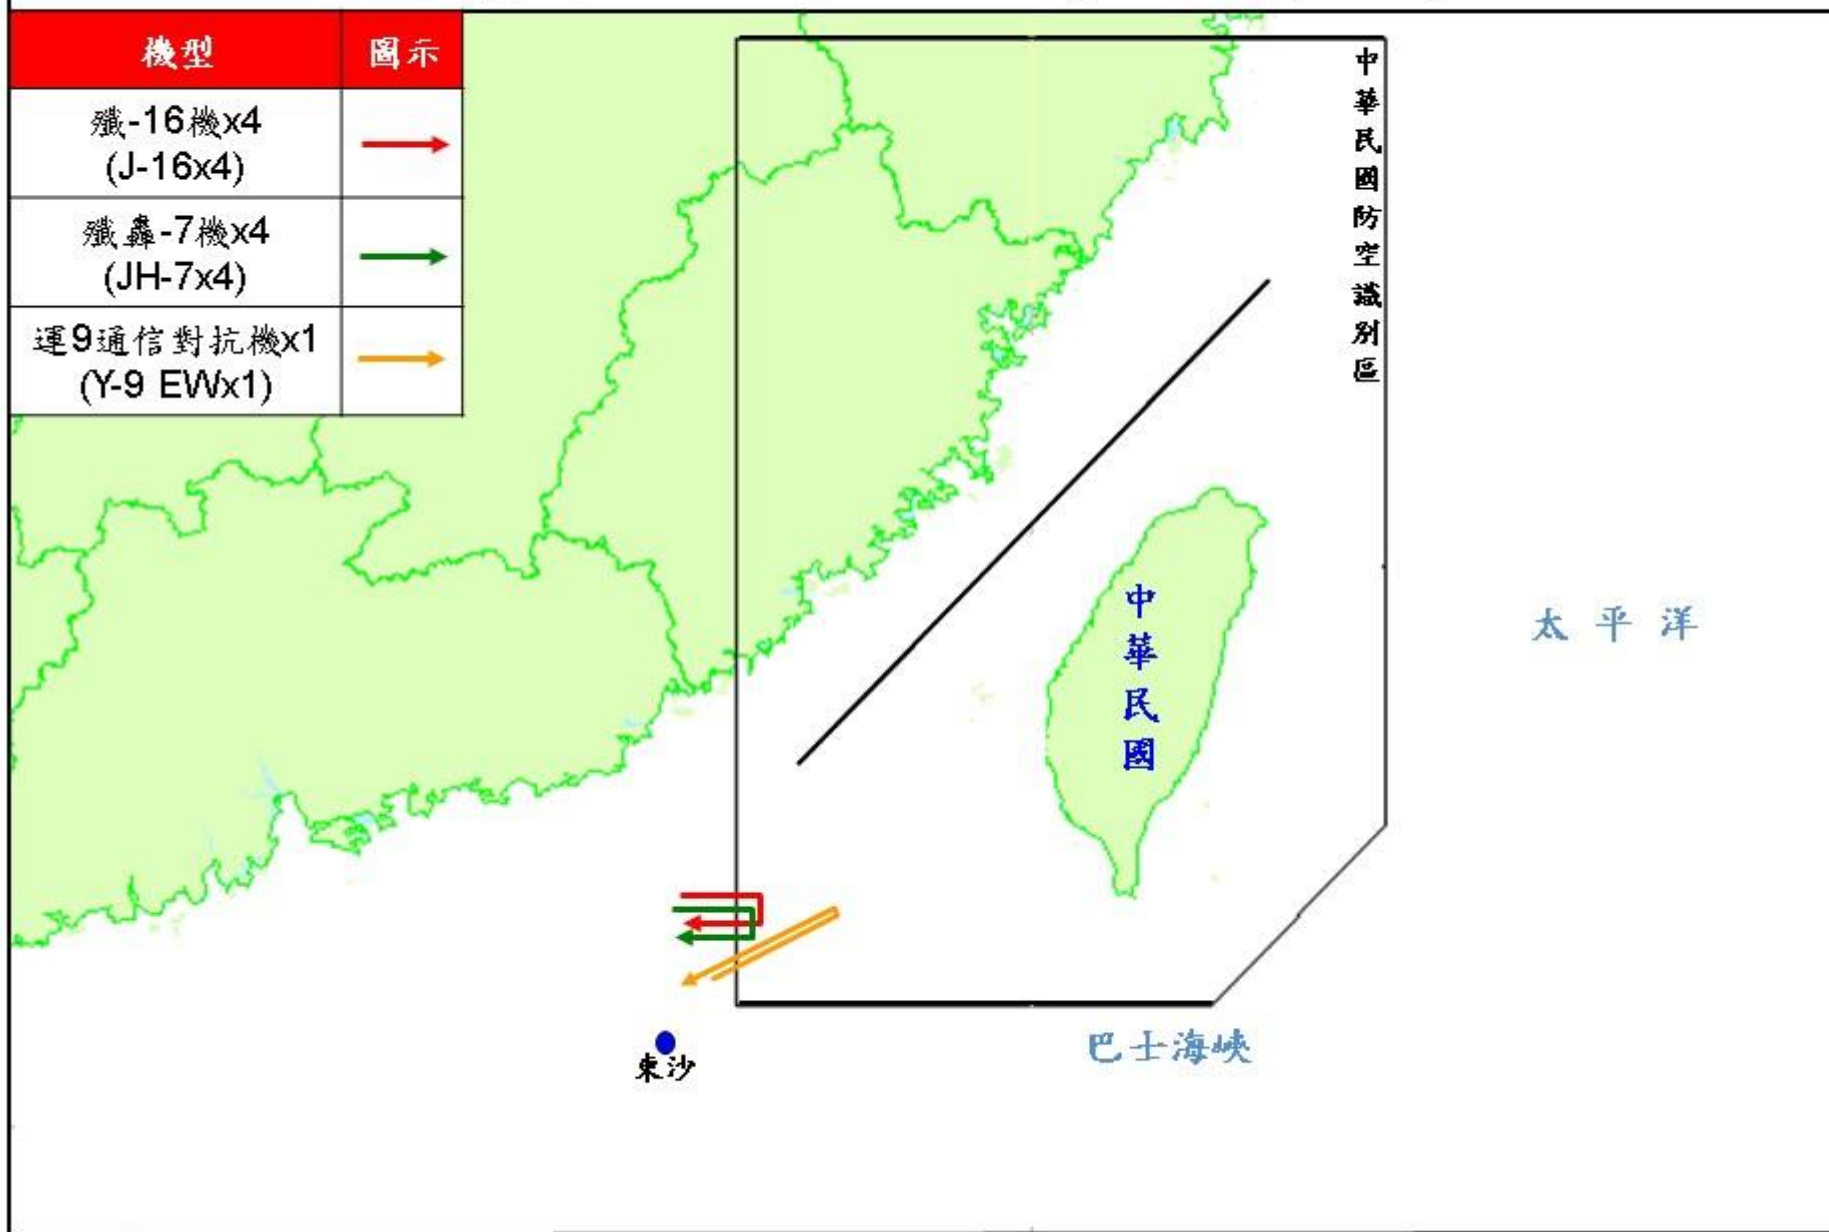 機型
圖示
殲-16機x4
(J-16x4)
殲轟-7機x4
(JH-7x4)
運9通信對抗機x1
(Y-9 EWx1)
中華民國防空識別區
中華民國
太平洋
東沙
巴士海峽